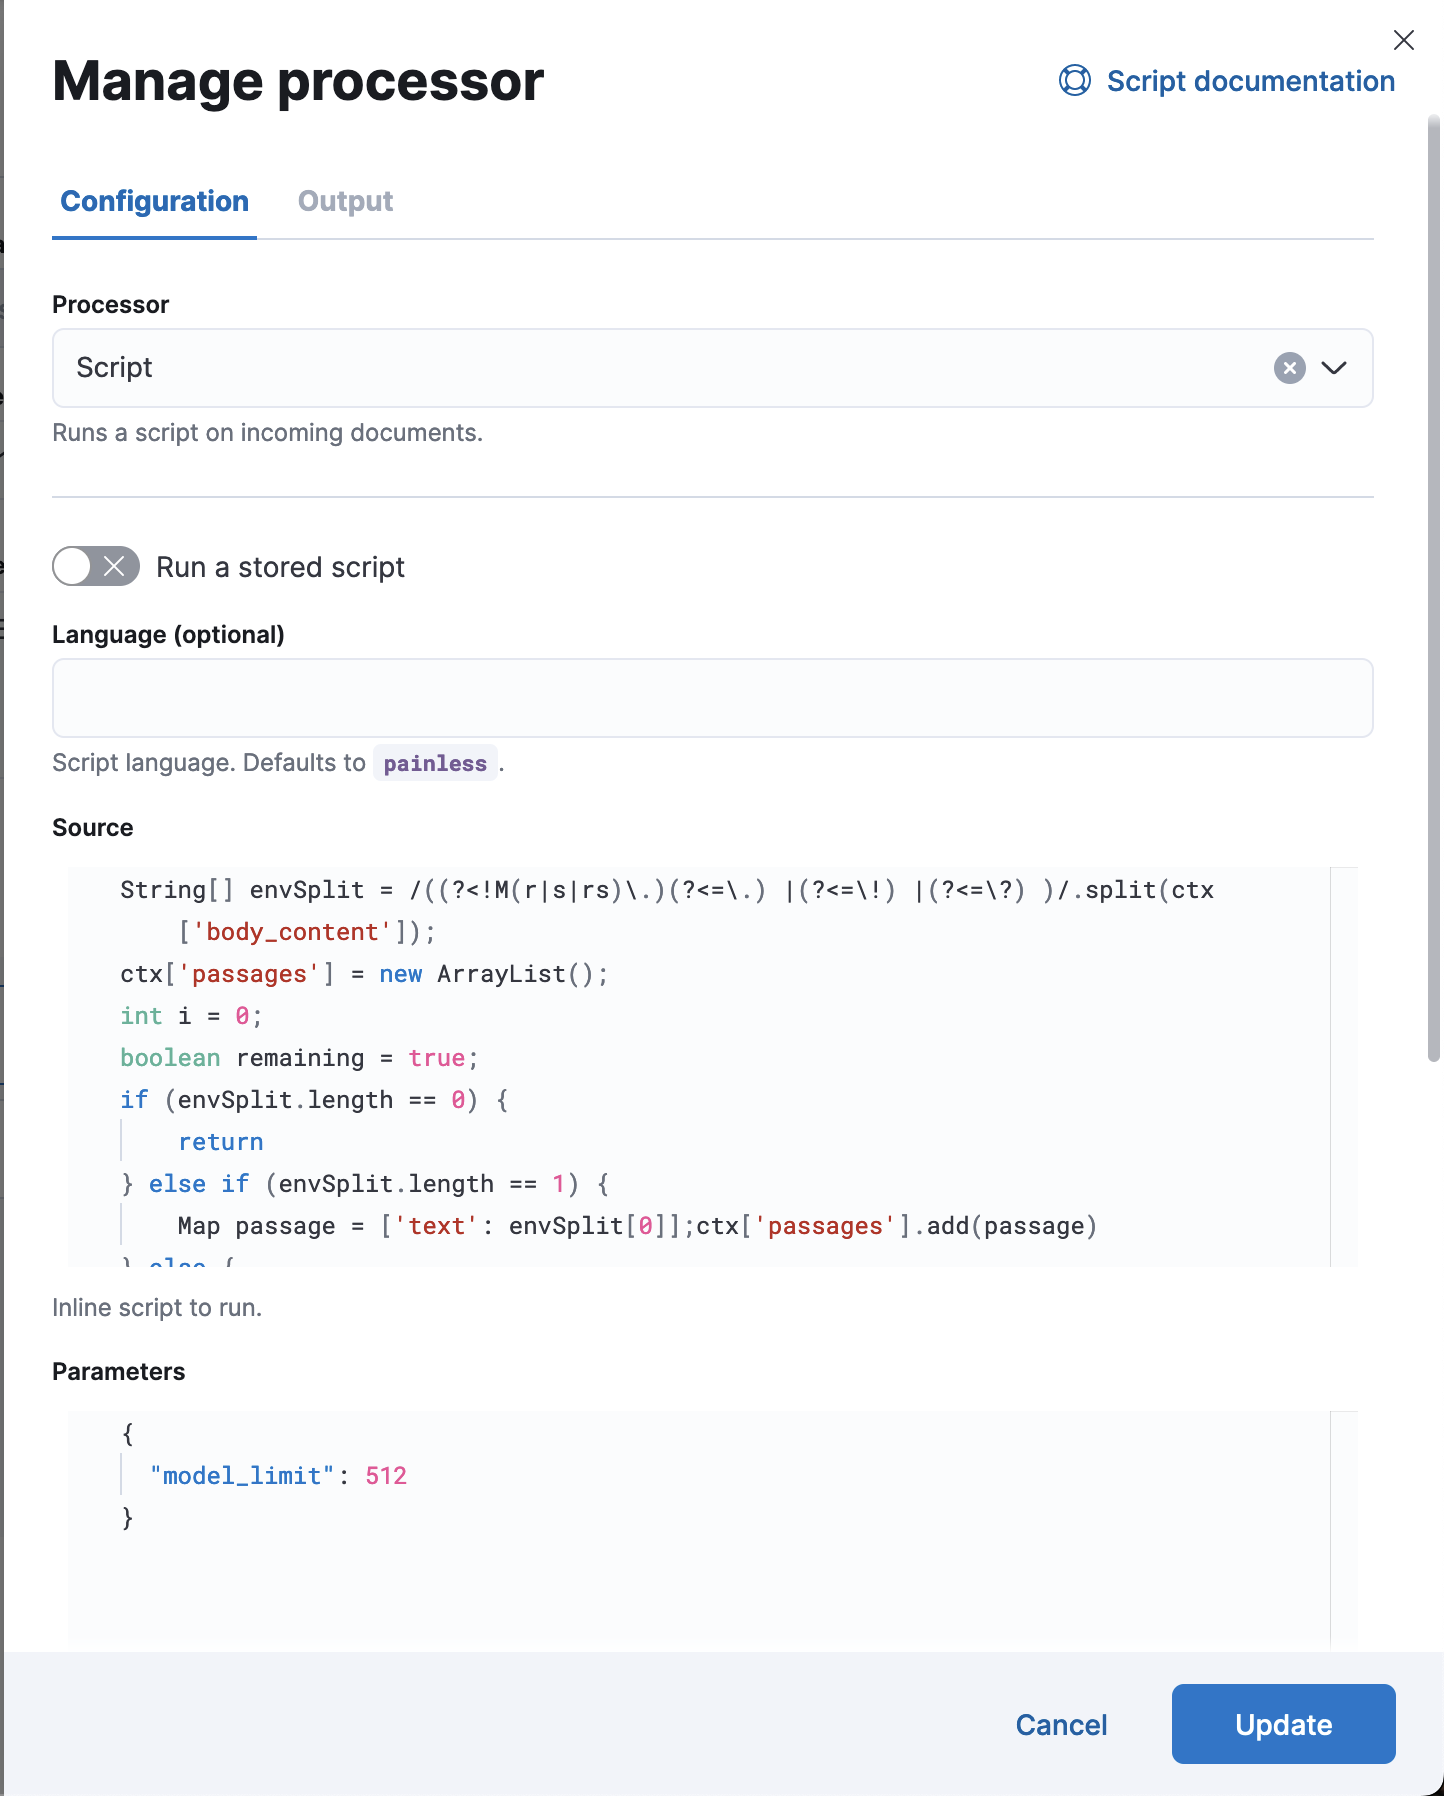 Manage processor
Script documentation
Configuration Output
Processor
Script
Runs a script on incoming documents.
Run a stored script
Language (optional)
Script language. Defaults to painless.
Source
String[] envSplit = /((?<!M(r|s|rs)\.)(?<=\.) |(?<=\!) |(?<=\?) )/.split(ctx
['body_content']);
ctx['passages'] = new ArrayList();
int i = 0;
boolean remaining = true;
if (envSplit.length == 0) {
return
} else if (envSplit.length == 1) {
Map passage = ['text': envSplit[0]];ctx['passages'].add(passage)
} else {
Inline script to run.
Parameters
{
"model_limit": 512
}
Cancel Update